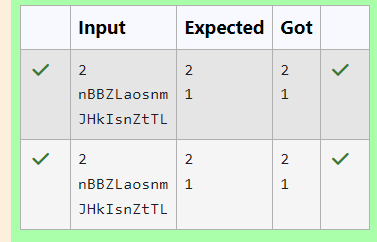 Input Expected Got
2 2 2
nBBZLaosnm 1 1
JHkIsnZtTL
2 2 2
nBBZLaosnm 1 1
JHkIsnZtTL